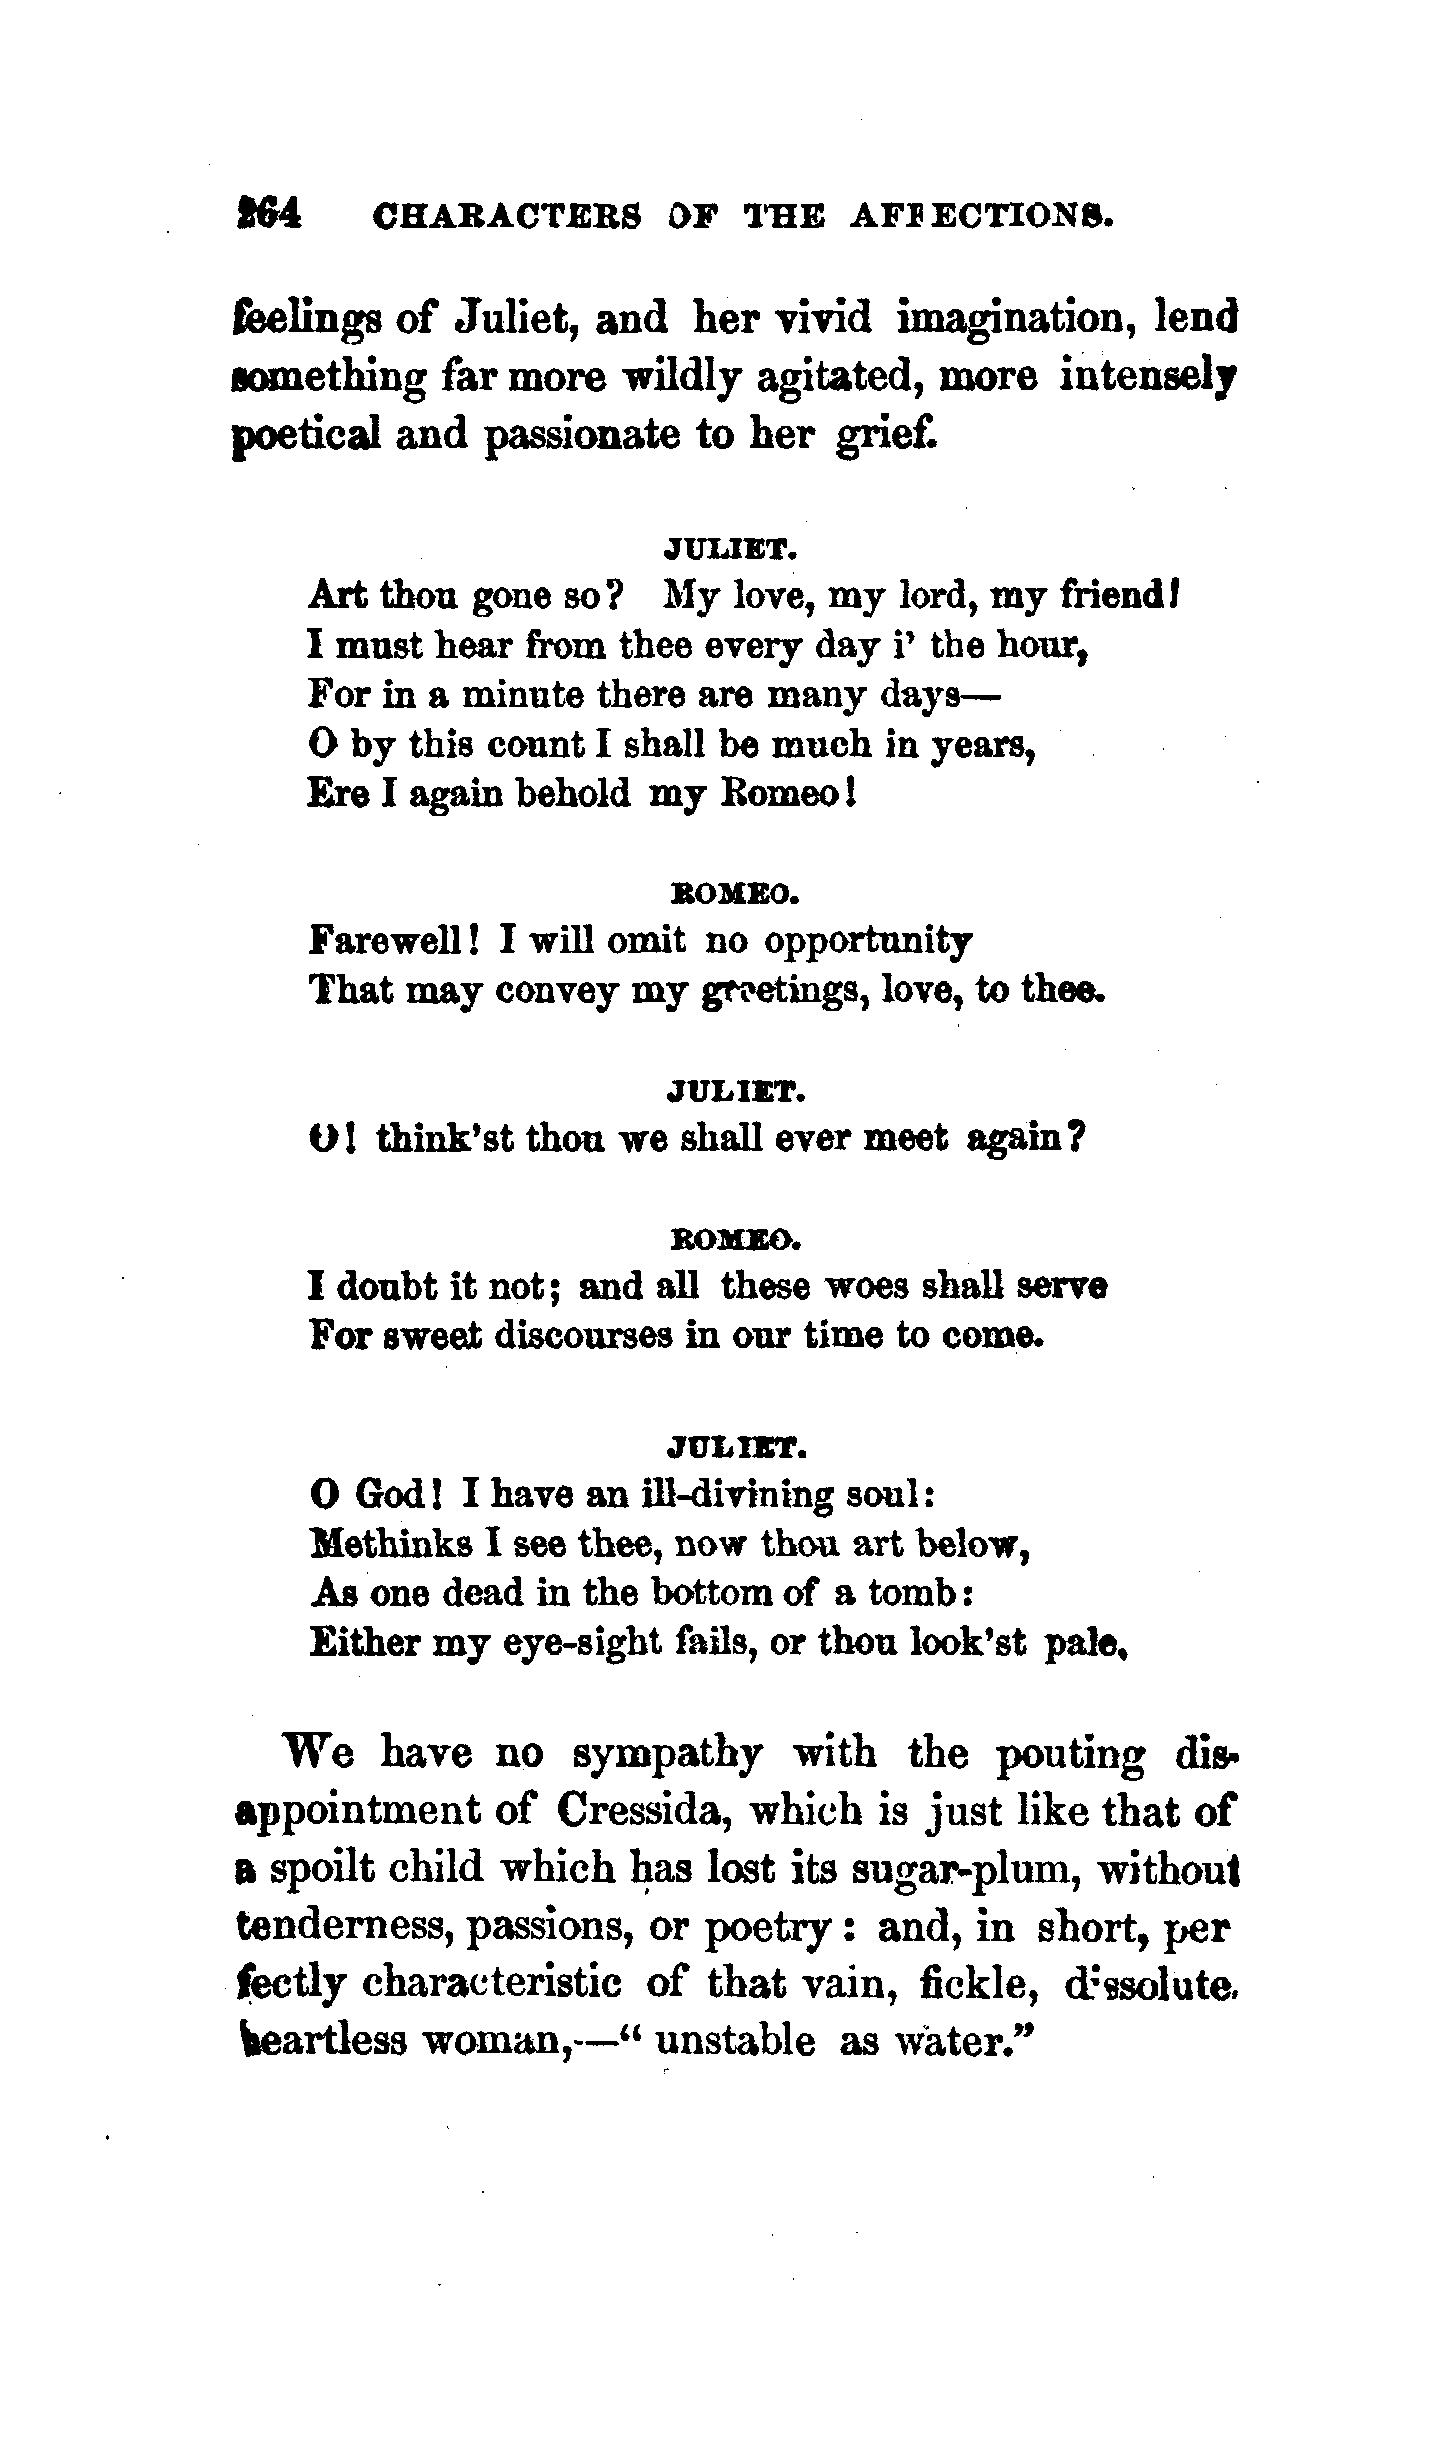 264 CHARACTERS OF THE AFFECTIONS.
feelings of Juliet, and her vivid imagination, lend
something far more wildly agitated, more intensely
poetical and passionate to her grief.
JULIET.
Art thou gone so? My love, my lord, my friend!
I must hear from thee every day i' the hour,
For in a minute there are many days—
O by this count I shall be much in years,
Ere I again behold my Romeo!
ROMEO.
Farewell! I will omit no opportunity
That may convey my greetings, love, to thee.
JULIET.
O! think'st thou we shall ever meet again?
ROMEO.
I doubt it not; and all these woes shall serve
For sweet discourses in our time to come.
JULIET.
O God! I have an ill-divining soul:
Methinks I see thee, now thou art below,
As one dead in the bottom of a tomb:
Either my eye-sight fails, or thou look'st pale.
We have no sympathy with the pouting dis-
appointment of Cressida, which is just like that of
a spoilt child which has lost its sugar-plum, without
tenderness, passions, or poetry: and, in short, per
fectly characteristic of that vain, fickle, dissolute,
heartless woman,—" unstable as water."